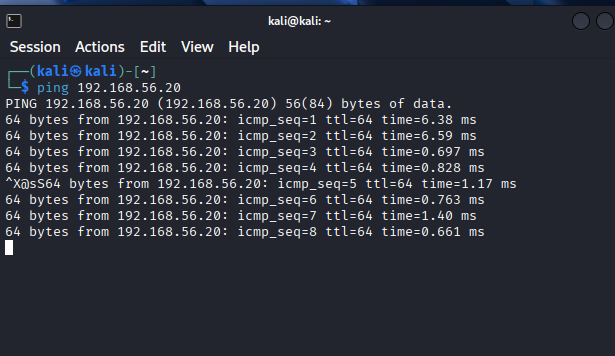 kali@kali: ~
Session Actions Edit View Help
┌──(kali㉿kali)-[~]
└─$ ping 192.168.56.20
PING 192.168.56.20 (192.168.56.20) 56(84) bytes of data.
64 bytes from 192.168.56.20: icmp_seq=1 ttl=64 time=6.38 ms
64 bytes from 192.168.56.20: icmp_seq=2 ttl=64 time=6.59 ms
64 bytes from 192.168.56.20: icmp_seq=3 ttl=64 time=0.697 ms
64 bytes from 192.168.56.20: icmp_seq=4 ttl=64 time=0.828 ms
^X@sS64 bytes from 192.168.56.20: icmp_seq=5 ttl=64 time=1.17 ms
64 bytes from 192.168.56.20: icmp_seq=6 ttl=64 time=0.763 ms
64 bytes from 192.168.56.20: icmp_seq=7 ttl=64 time=1.40 ms
64 bytes from 192.168.56.20: icmp_seq=8 ttl=64 time=0.661 ms